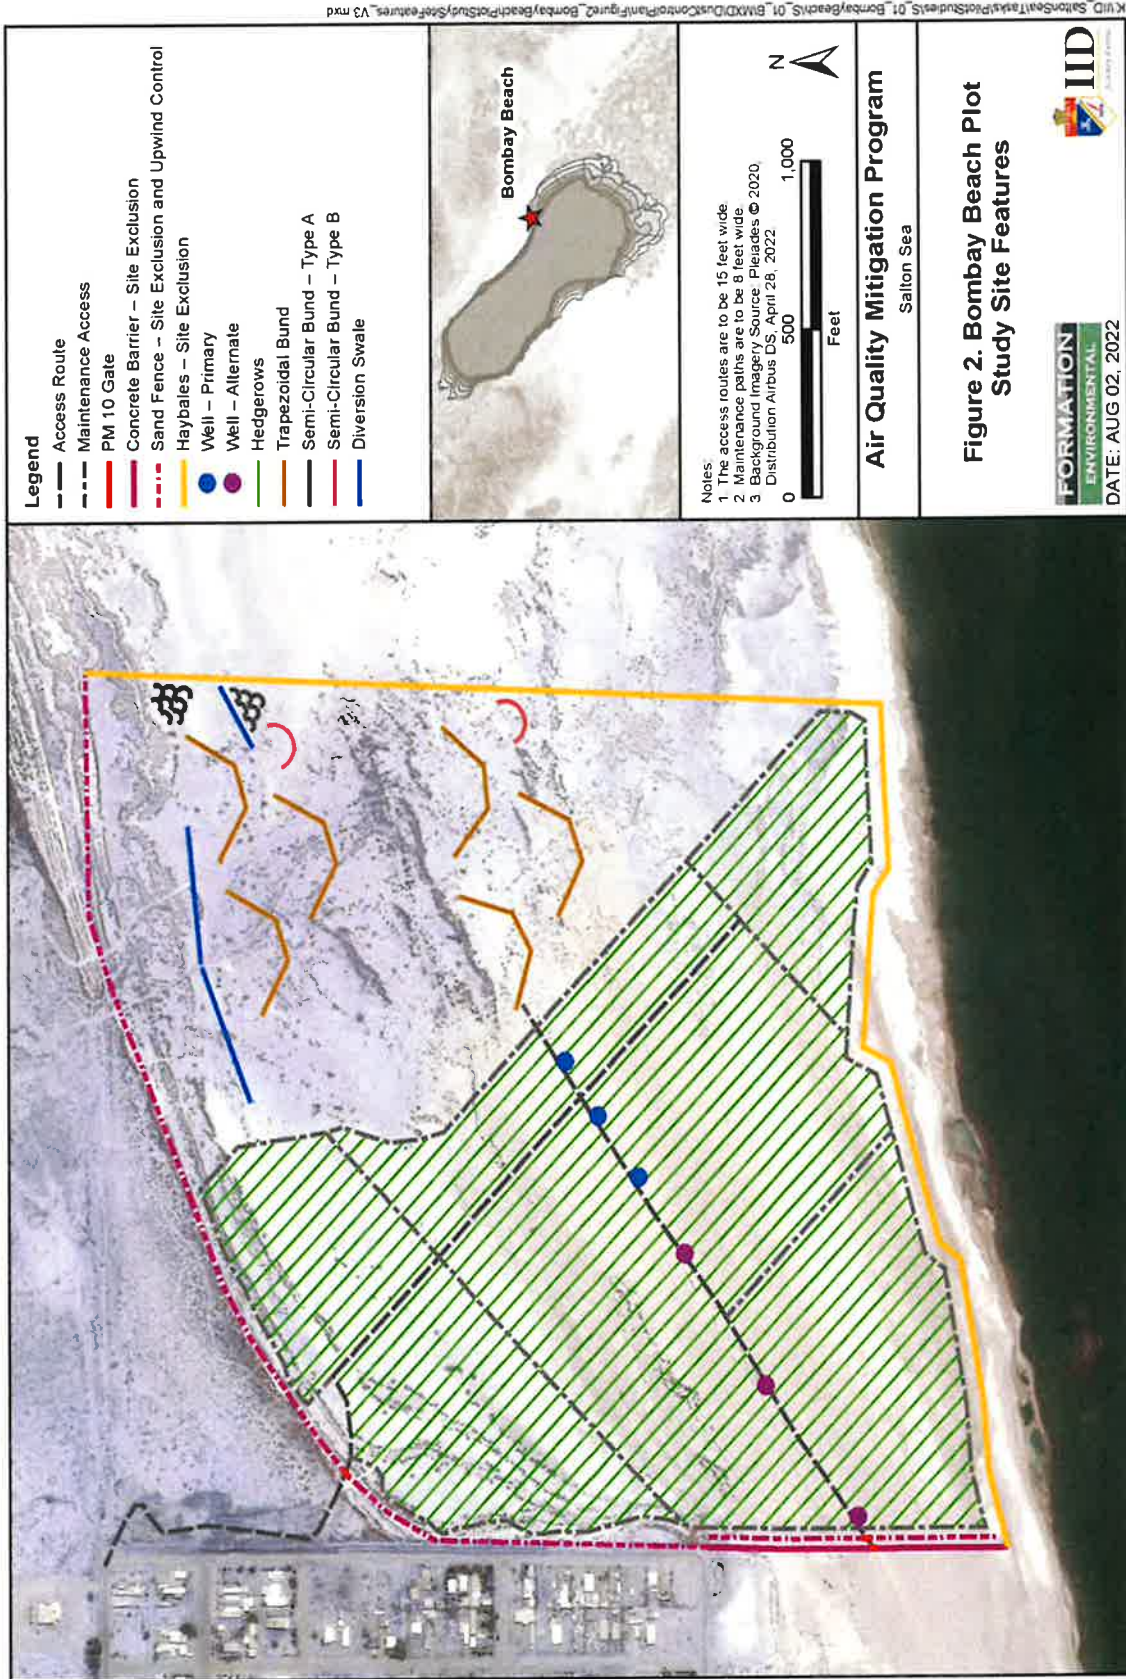 Legend
Access Route
Maintenance Access
PM 10 Gate
Concrete Barrier – Site Exclusion
Sand Fence – Site Exclusion and Upwind Control
Haybales – Site Exclusion
Well – Primary
Well – Alternate
Hedgerows
Trapezoidal Bund
Semi-Circular Bund – Type A
Semi-Circular Bund – Type B
Diversion Swale
Bombay Beach
Notes:
1. The access routes are to be 15 feet wide.
2. Maintenance paths are to be 8 feet wide.
3. Background Imagery Source: Pleiades © 2020,
Distribution Airbus DS, April 28, 2022.
0 500 1,000
Feet
N
Air Quality Mitigation Program
Salton Sea
Figure 2. Bombay Beach Plot
Study Site Features
FORMATION
ENVIRONMENTAL
IID
DATE: AUG 02, 2022